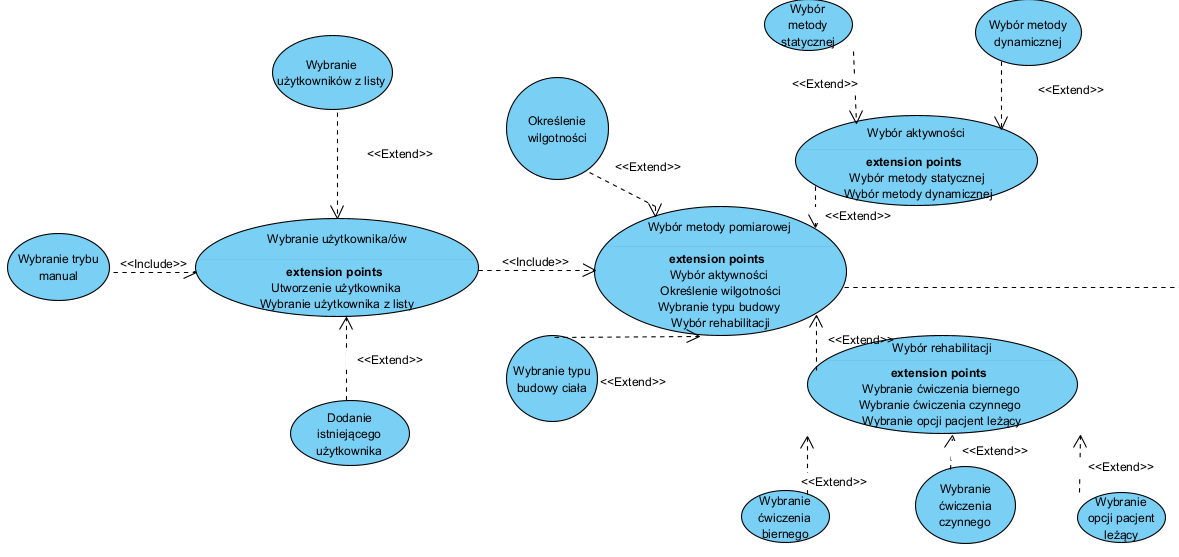 Wybór
metody
statycznej
Wybór metody
dynamicznej
<<Extend>>
<<Extend>>
Wybranie
użytkowników z listy
<<Extend>>
Określenie
wilgotności
<<Extend>>
Wybór aktywności
extension points
Wybór metody statycznej
Wybór metody dynamicznej
<<Extend>>
Wybranie trybu
manual
<<Include>>
Wybranie użytkownika/ów
extension points
Utworzenie użytkownika
Wybranie użytkownika z listy
<<Include>>
Wybór metody pomiarowej
extension points
Wybór aktywności
Określenie wilgotności
Wybranie typu budowy
Wybór rehabilitacji
<<Extend>>
Dodanie
istniejącego
użytkownika
Wybranie typu
budowy ciała
<<Extend>>
<<Extend>>
Wybór rehabilitacji
extension points
Wybranie ćwiczenia biernego
Wybranie ćwiczenia czynnego
Wybranie opcji pacjent leżący
<<Extend>>
<<Extend>>
<<Extend>>
Wybranie
ćwiczenia
biernego
Wybranie
ćwiczenia
czynnego
Wybranie
opcji pacjent
leżący